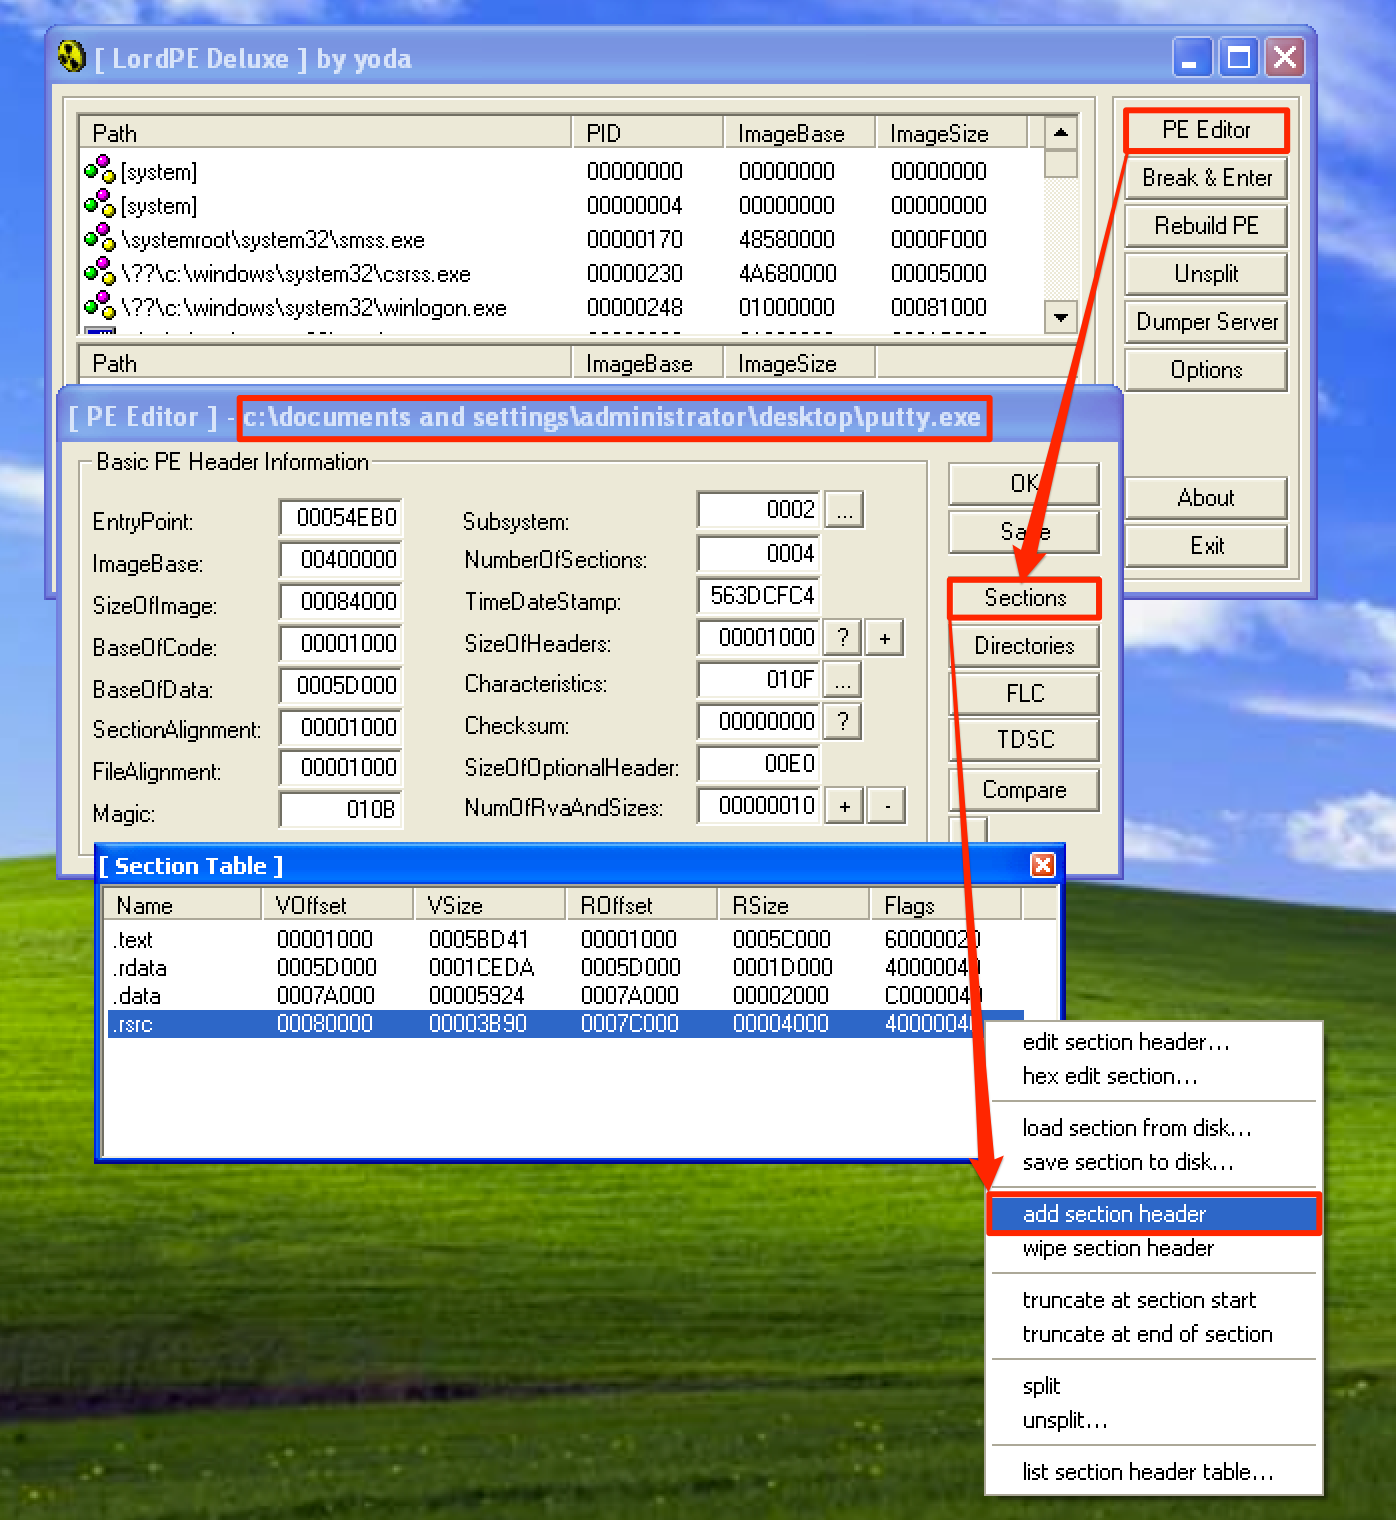 [ LordPE Deluxe ] by yoda
Path PID ImageBase ImageSize
[system] 00000000 00000000 00000000
[system] 00000004 00000000 00000000
\systemroot\system32\smss.exe 00000170 48580000 0000F000
\??\c:\windows\system32\csrss.exe 00000230 4A680000 00005000
\??\c:\windows\system32\winlogon.exe 00000248 01000000 00081000
Path ImageBase ImageSize
PE Editor
Break & Enter
Rebuild PE
Unsplit
Dumper Server
Options
About
Exit
[ PE Editor ] - c:\documents and settings\administrator\desktop\putty.exe
Basic PE Header Information
EntryPoint: 00054EB0
ImageBase: 00400000
SizeOfImage: 00084000
BaseOfCode: 00001000
BaseOfData: 0005D000
SectionAlignment: 00001000
FileAlignment: 00001000
Magic: 010B
Subsystem: 0002 ...
NumberOfSections: 0004
TimeDateStamp: 563DCFC4
SizeOfHeaders: 00001000 ? +
Characteristics: 010F ...
Checksum: 00000000 ?
SizeOfOptionalHeader: 00E0
NumOfRvaAndSizes: 00000010 + -
OK
Save
Sections
Directories
FLC
TDSC
Compare
[ Section Table ]
Name VOffset VSize ROffset RSize Flags
.text 00001000 0005BD41 00001000 0005C000 60000020
.rdata 0005D000 0001CEDA 0005D000 0001D000 40000040
.data 0007A000 00005924 0007A000 00002000 C0000040
.rsrc 00080000 00003B90 0007C000 00004000 40000040
edit section header...
hex edit section...
load section from disk...
save section to disk...
add section header
wipe section header
truncate at section start
truncate at end of section
split
unsplit...
list section header table...